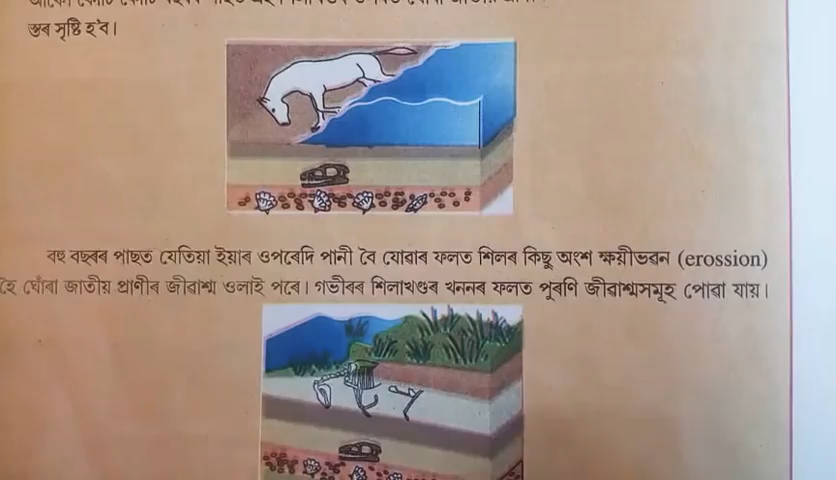 স্তৰ সৃষ্টি হ'ব।
বহু বছৰৰ পাছত যেতিয়া ইয়াৰ ওপৰেদি পানী বৈ যোৱাৰ ফলত শিলৰ কিছু অংশ ক্ষয়ীভৱন (erossion)
হৈ ঘোঁৰা জাতীয় প্ৰাণীৰ জীৱাশ্ম ওলাই পৰে। গভীৰৰ শিলাখণ্ডৰ খননৰ ফলত পুৰণি জীৱাশ্মসমূহ পোৱা যায়।